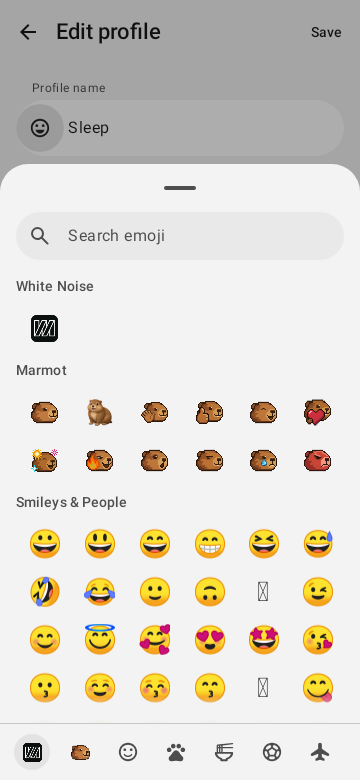 Edit profile
Save
Profile name
Sleep
Search emoji
White Noise
Marmot
Smileys & People